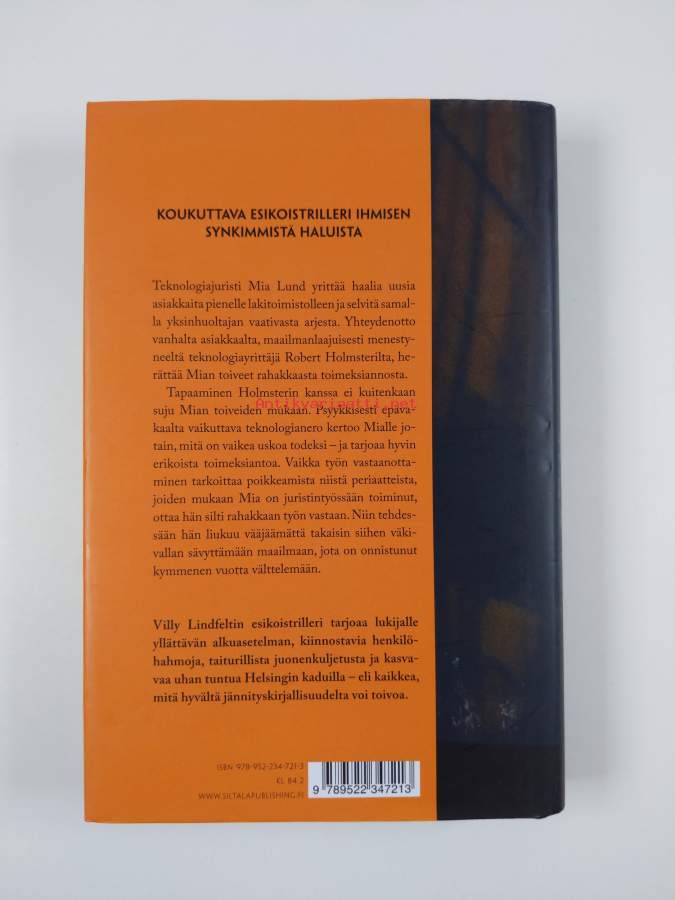 KOUKUTTAVA ESIKOISTRILLERI IHMISEN
SYNKIMMISTÄ HALUISTA
Teknologiajuristi Mia Lund yrittää haalia uusia
asiakkaita pienelle lakitoimistolleen ja selvitä samal-
la yksinhuoltajan vaativasta arjesta. Yhteydenotto
vanhalta asiakkaalta, maailmanlaajuisesti menesty-
neeltä teknologiayrittäjä Robert Holmsterilta, he-
rättää Mian toiveet rahakkaasta toimeksiannosta.
Tapaaminen Holmsterin kanssa ei kuitenkaan
Antikvariaatti.net
suju Mian toiveiden mukaan. Psyykkisesti epäva-
kaalta vaikuttava teknologianero kertoo Mialle jo-
tain, mitä on vaikea uskoa todeksi – ja tarjoaa hyvin
erikoista toimeksiantoa. Vaikka työn vastaanotta-
minen tarkoittaa poikkeamista niistä periaatteista,
joiden mukaan Mia on juristintyössään toiminut,
ottaa hän silti rahakkaan työn vastaan. Niin tehdes-
sään hän liukuu vääjäämättä takaisin siihen väki-
vallan sävyttämään maailmaan, jota on onnistunut
kymmenen vuotta välttelemään.
Villy Lindfeltin esikoistrilleri tarjoaa lukijalle
yllättävän alkuasetelman, kiinnostavia henkilö-
hahmoja, taiturillista juonenkuljetusta ja kasva-
vaa uhan tuntua Helsingin kaduilla – eli kaikkea,
mitä hyvältä jännityskirjallisuudelta voi toivoa.
ISBN 978-952-234-721-3
KL 84.2
WWW.SILTALAPUBLISHING.FI
9 789522 347213